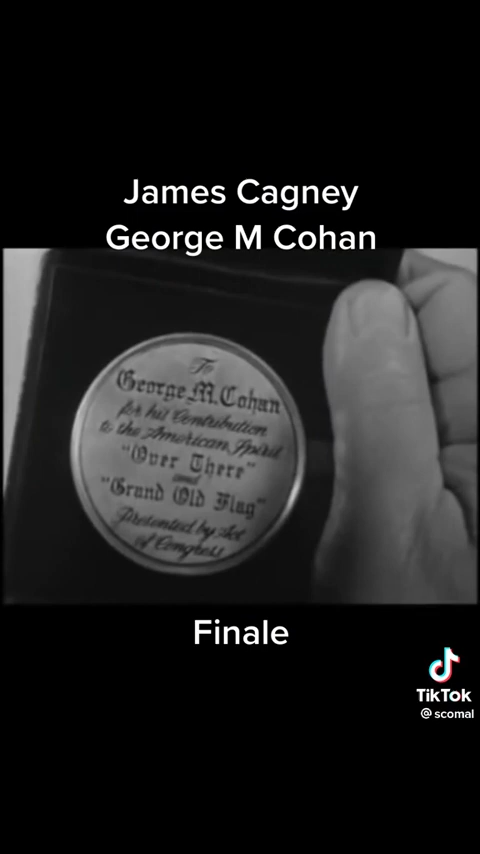 James Cagney
George M Cohan
To
George M. Cohan
for his Contribution
to the American Spirit
"Over There"
and
"Grand Old Flag"
Presented by Act
of Congress
Finale
TikTok
@scomal